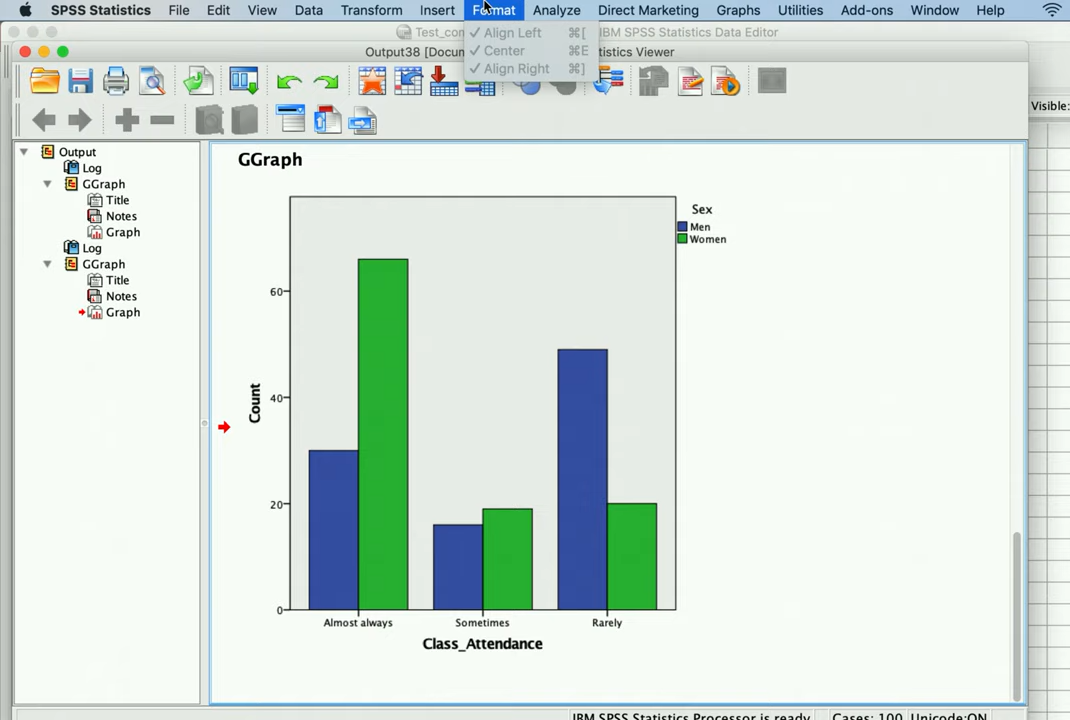 SPSS Statistics File Edit View Data Transform Insert Format Analyze Direct Marketing Graphs Utilities Add-ons Window Help
✓ Align Left ⌘[
✓ Center ⌘E
✓ Align Right ⌘]
IBM SPSS Statistics Data Editor
Output38
Statistics Viewer
Visible:
Output
Log
GGraph
Title
Notes
Graph
Log
GGraph
Title
Notes
Graph
GGraph
Sex
Men
Women
60
40
20
0
Count
Almost always Sometimes Rarely
Class_Attendance
IBM SPSS Statistics Processor is ready Cases: 100 Unicode:ON